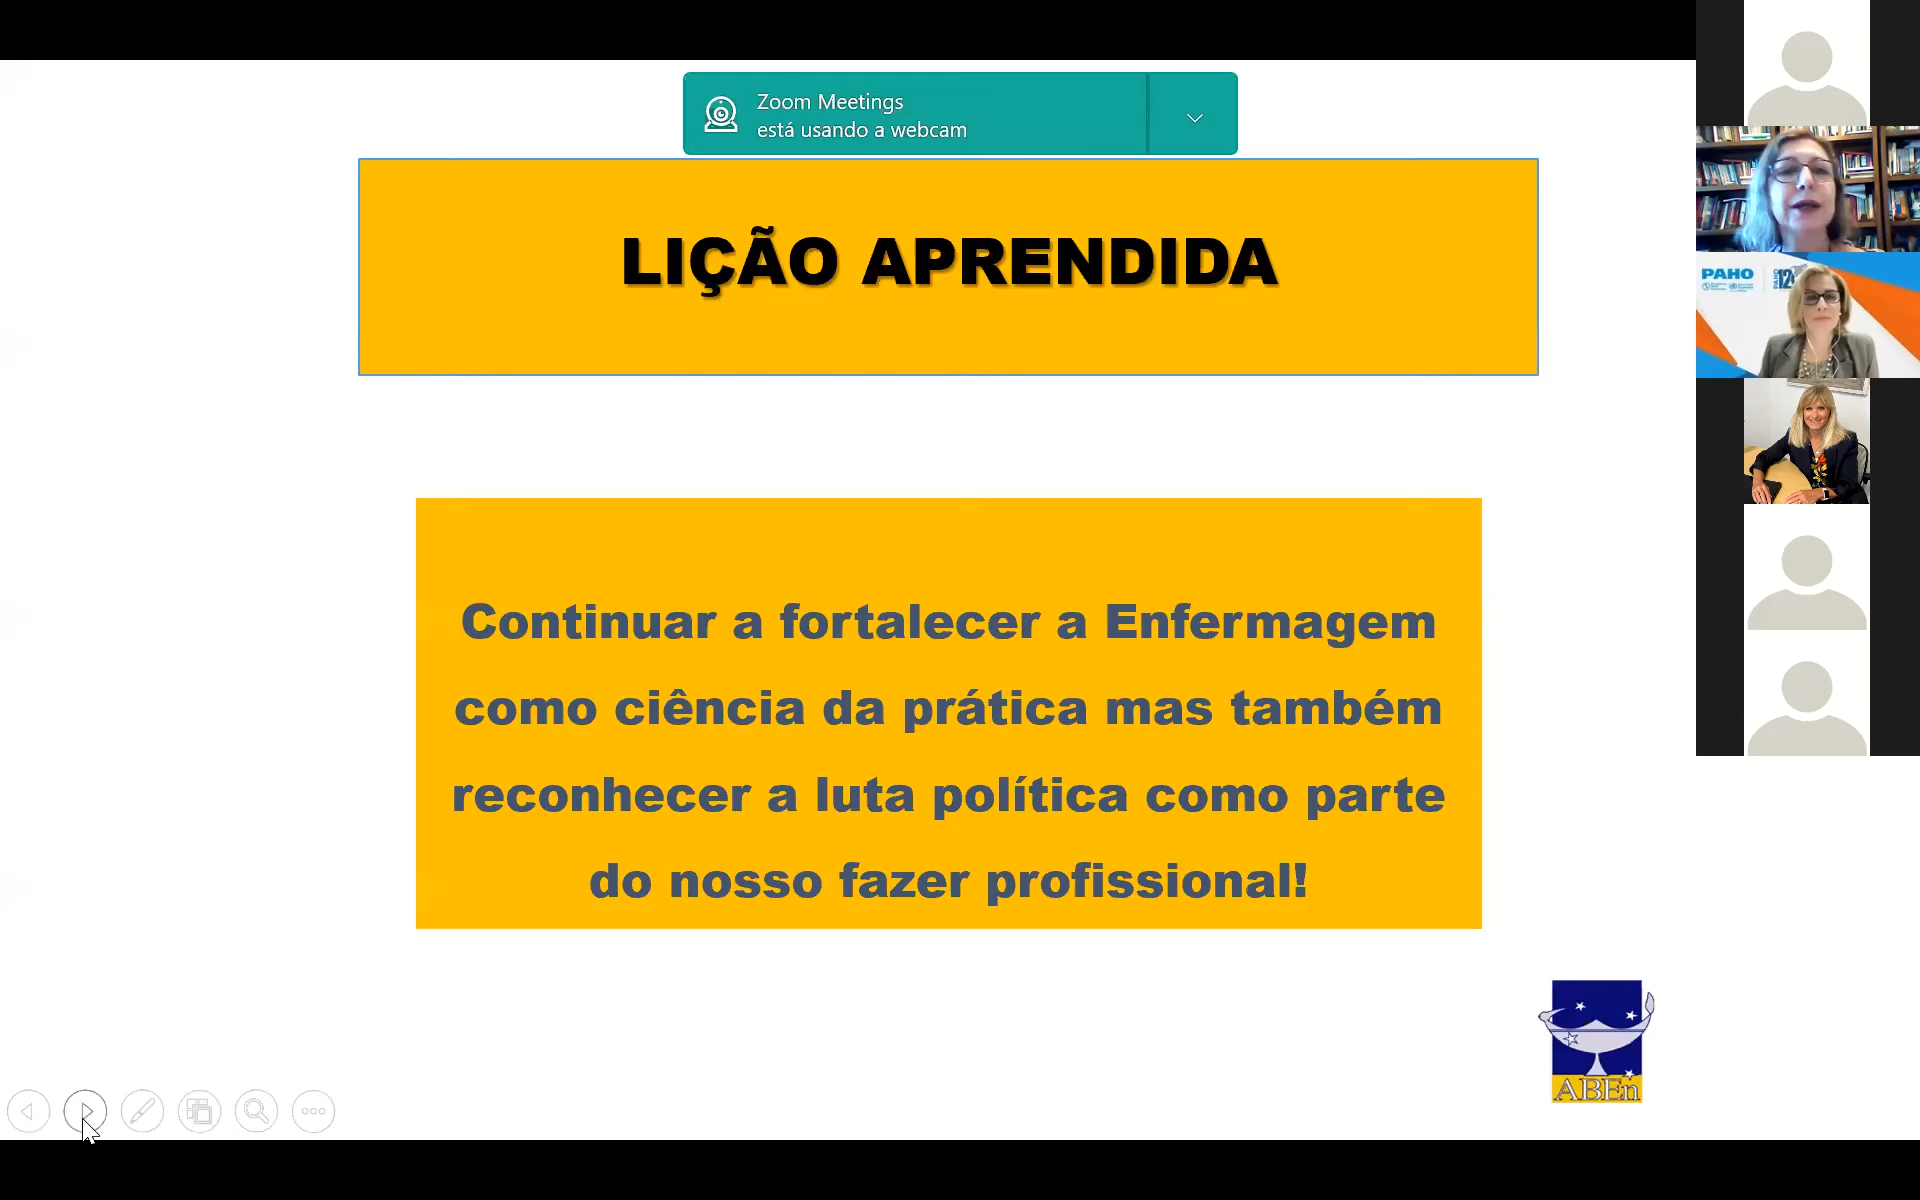 Zoom Meetings
está usando a webcam
LIÇÃO APRENDIDA
Continuar a fortalecer a Enfermagem
como ciência da prática mas também
reconhecer a luta política como parte
do nosso fazer profissional!
ABEn
PAHO